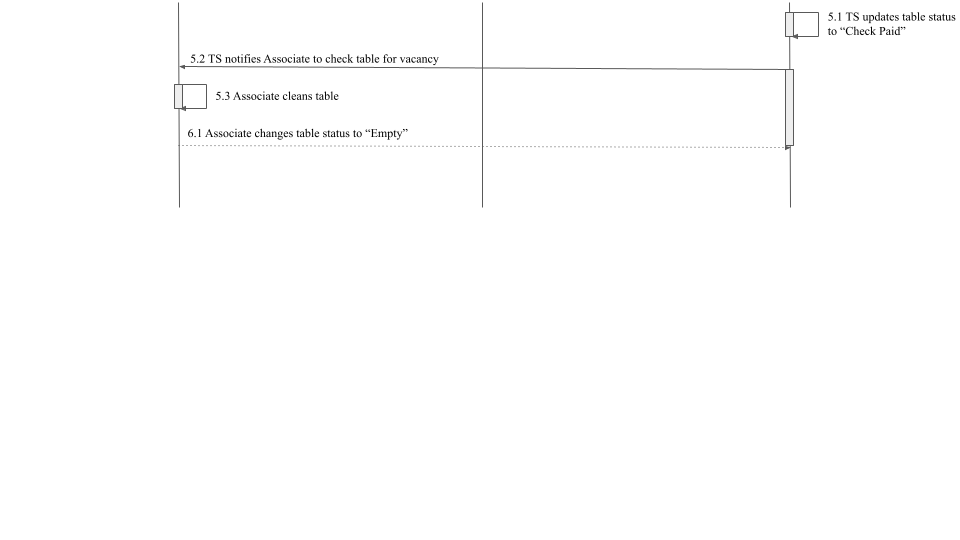 5.1 TS updates table status
to “Check Paid”
5.2 TS notifies Associate to check table for vacancy
5.3 Associate cleans table
6.1 Associate changes table status to “Empty”